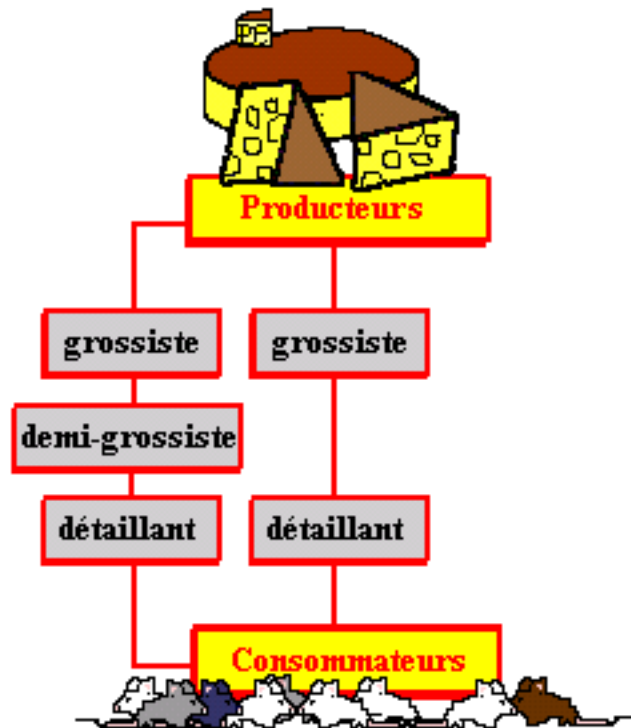 Producteurs
grossiste
grossiste
demi-grossiste
détaillant
détaillant
Consommateurs